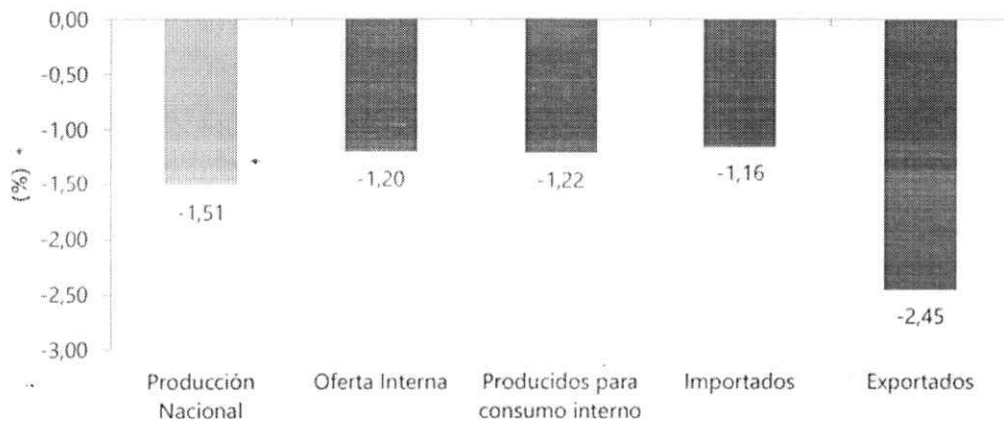 0,00
-0,50
-1,00
-1,50
-2,00
-2,50
-3,00
(%) *
-1,51
-1,20
-1,22
-1,16
-2,45
Producción
Nacional
Oferta Interna
Producidos para
consumo interno
Importados
Exportados